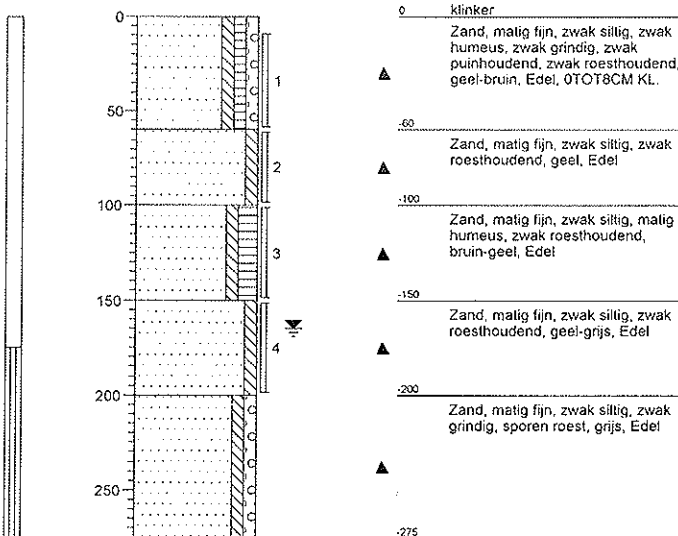 0
50
100
150
200
250
1
2
3
4
0 klinker
Zand, matig fijn, zwak siltig, zwak
humeus, zwak grindig, zwak
puinhoudend, zwak roesthoudend,
geel-bruin, Edel, 0TOT8CM KL.
-60
Zand, matig fijn, zwak siltig, zwak
roesthoudend, geel, Edel
-100
Zand, matig fijn, zwak siltig, matig
humeus, zwak roesthoudend,
bruin-geel, Edel
-150
Zand, matig fijn, zwak siltig, zwak
roesthoudend, geel-grijs, Edel
-200
Zand, matig fijn, zwak siltig, zwak
grindig, sporen roest, grijs, Edel
-275